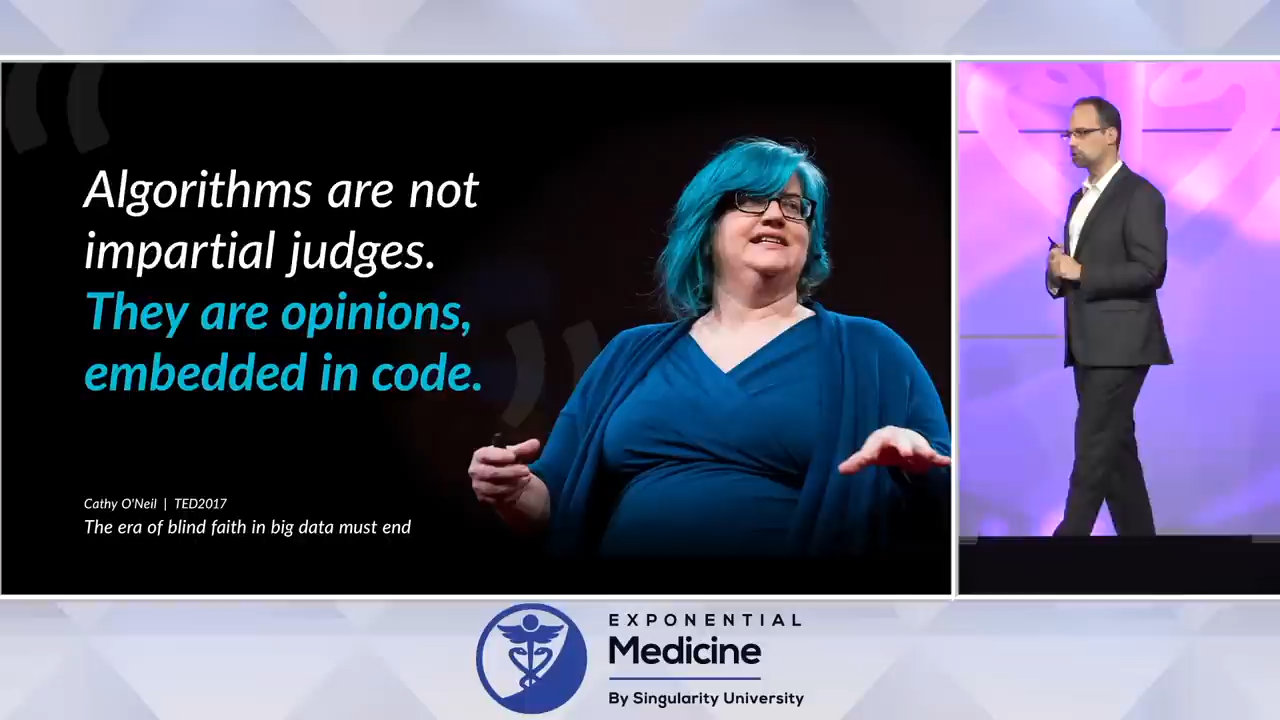 Algorithms are not
impartial judges.
They are opinions,
embedded in code.
Cathy O'Neil | TED2017
The era of blind faith in big data must end
EXPONENTIAL
Medicine
By Singularity University